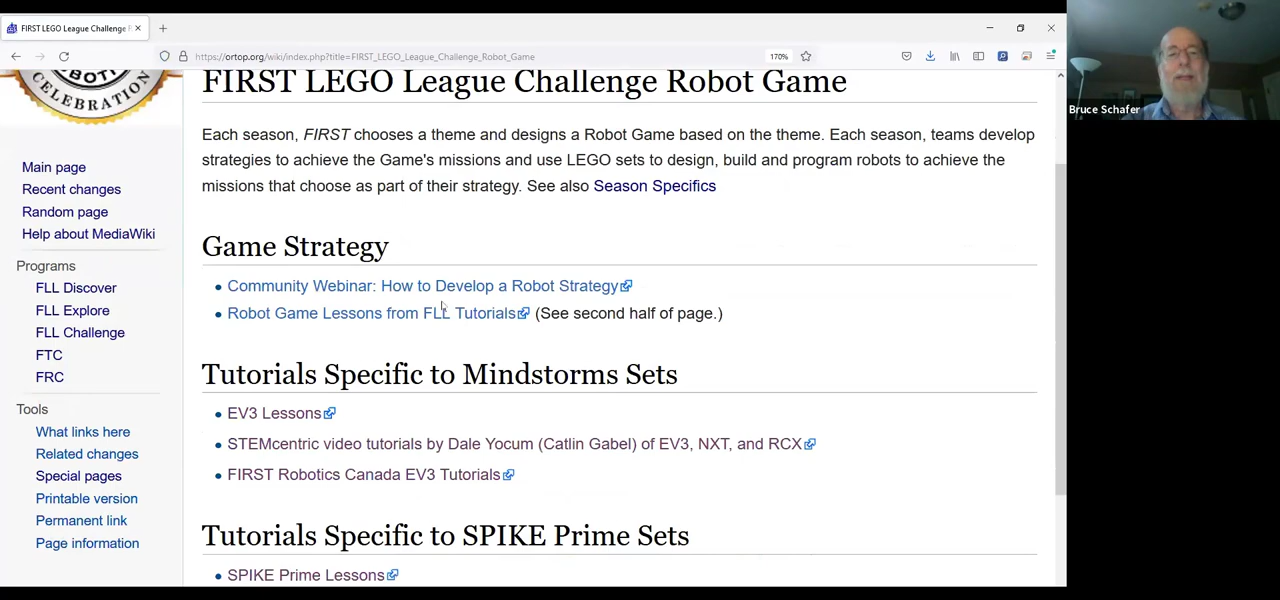 FIRST LEGO League Challenge R
https://ortop.org/wiki/index.php?title=FIRST_LEGO_League_Challenge_Robot_Game
170%
CELEBRATION
Main page
Recent changes
Random page
Help about MediaWiki
Programs
FLL Discover
FLL Explore
FLL Challenge
FTC
FRC
Tools
What links here
Related changes
Special pages
Printable version
Permanent link
Page information
FIRST LEGO League Challenge Robot Game
Each season, FIRST chooses a theme and designs a Robot Game based on the theme. Each season, teams develop
strategies to achieve the Game's missions and use LEGO sets to design, build and program robots to achieve the
missions that choose as part of their strategy. See also Season Specifics
Game Strategy
Community Webinar: How to Develop a Robot Strategy
Robot Game Lessons from FLL Tutorials (See second half of page.)
Tutorials Specific to Mindstorms Sets
EV3 Lessons
STEMcentric video tutorials by Dale Yocum (Catlin Gabel) of EV3, NXT, and RCX
FIRST Robotics Canada EV3 Tutorials
Tutorials Specific to SPIKE Prime Sets
SPIKE Prime Lessons
Bruce Schafer